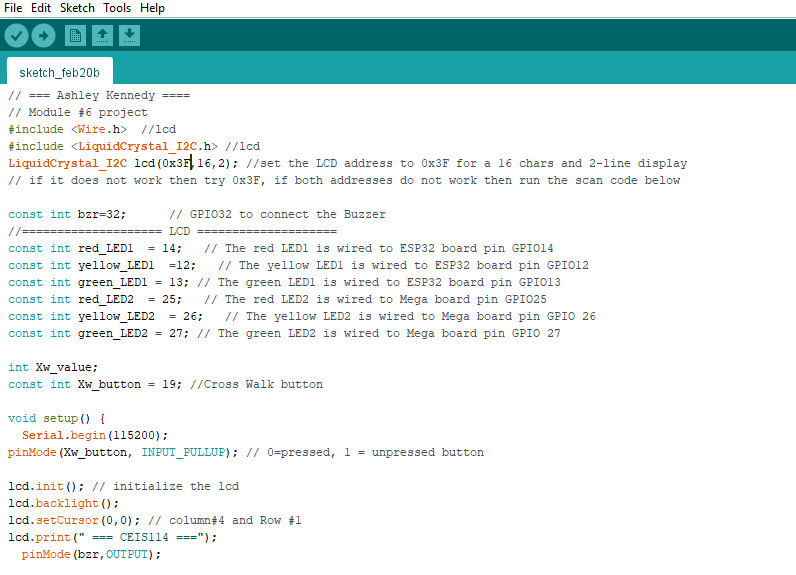 File Edit Sketch Tools Help
sketch_feb20b
// === Ashley Kennedy ====
// Module #6 project
#include <Wire.h>  //lcd
#include <LiquidCrystal_I2C.h> //lcd
LiquidCrystal_I2C lcd(0x3F,16,2); //set the LCD address to 0x3F for a 16 chars and 2-line display
// if it does not work then try 0x3F, if both addresses do not work then run the scan code below
const int bzr=32;      // GPIO32 to connect the Buzzer
//==================== LCD ====================
const int red_LED1  = 14;   // The red LED1 is wired to ESP32 board pin GPIO14
const int yellow_LED1  =12;   // The yellow LED1 is wired to ESP32 board pin GPIO12
const int green_LED1 = 13; // The green LED1 is wired to ESP32 board pin GPIO13
const int red_LED2  = 25;   // The red LED2 is wired to Mega board pin GPIO25
const int yellow_LED2  = 26;   // The yellow LED2 is wired to Mega board pin GPIO 26
const int green_LED2 = 27; // The green LED2 is wired to Mega board pin GPIO 27
int Xw_value;
const int Xw_button = 19; //Cross Walk button
void setup() {
  Serial.begin(115200);
pinMode(Xw_button, INPUT_PULLUP); // 0=pressed, 1 = unpressed button
lcd.init(); // initialize the lcd
lcd.backlight();
lcd.setCursor(0,0); // column#4 and Row #1
lcd.print(" === CEIS114 ===");
  pinMode(bzr,OUTPUT);